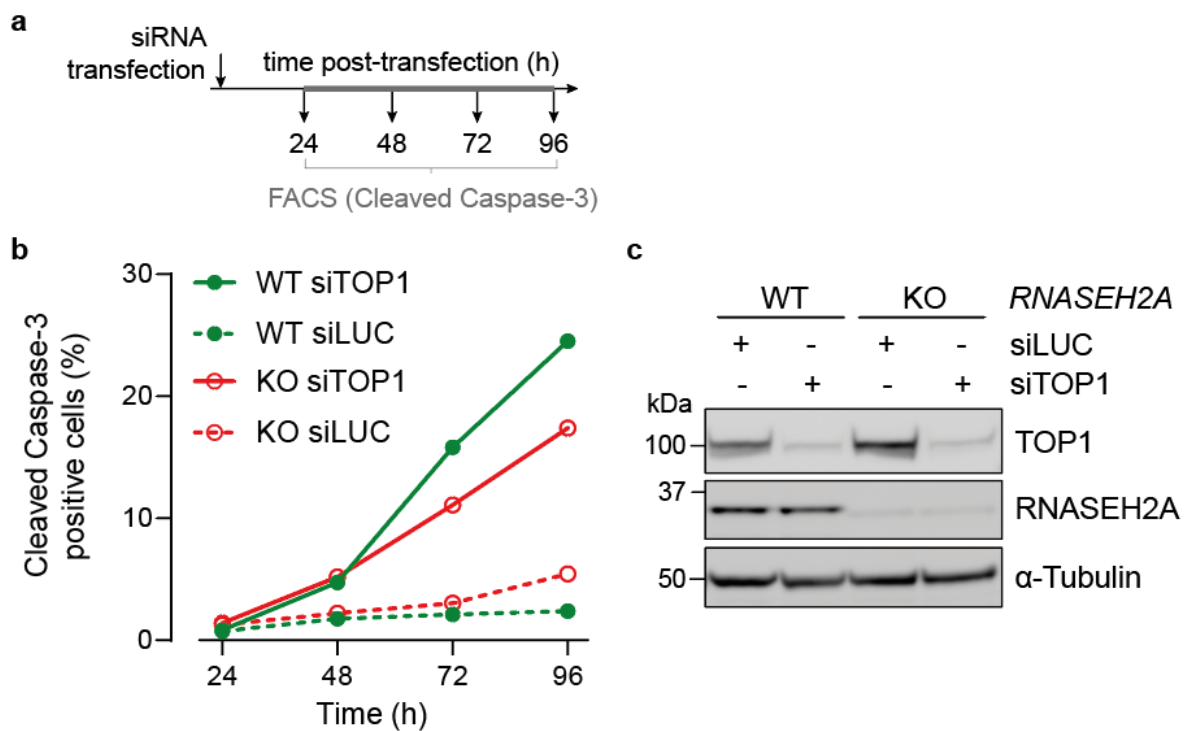 a
siRNA
transfection
time post-transfection (h)
24 48 72 96
FACS (Cleaved Caspase-3)
b
Cleaved Caspase-3
positive cells (%)
30
20
10
0
WT siTOP1
WT siLUC
KO siTOP1
KO siLUC
24 48 72 96
Time (h)
c
WT KO RNASEH2A
+ - + - siLUC
- + - + siTOP1
kDa
100 TOP1
37
RNASEH2A
50 α-Tubulin